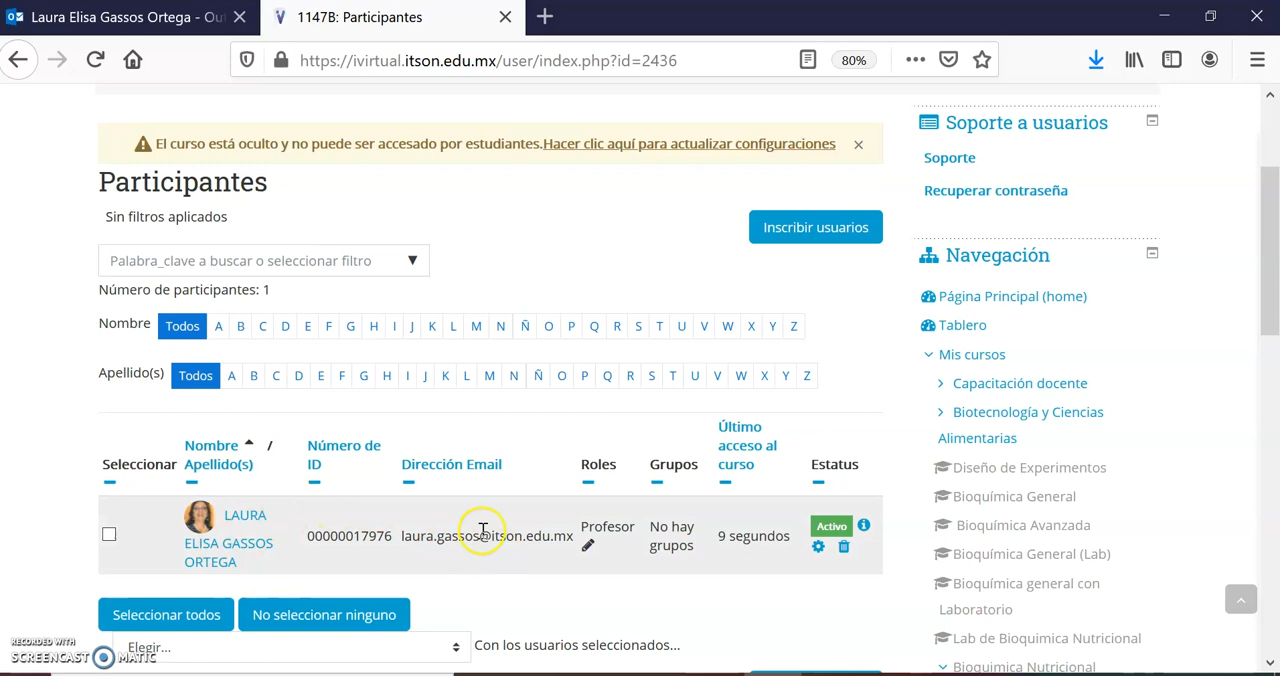 Laura Elisa Gassos Ortega - Ou
1147B: Participantes
https://ivirtual.itson.edu.mx/user/index.php?id=2436
80%
El curso está oculto y no puede ser accesado por estudiantes.Hacer clic aquí para actualizar configuraciones
Participantes
Sin filtros aplicados
Inscribir usuarios
Palabra_clave a buscar o seleccionar filtro
Número de participantes: 1
Nombre Todos A B C D E F G H I J K L M N Ñ O P Q R S T U V W X Y Z
Apellido(s) Todos A B C D E F G H I J K L M N Ñ O P Q R S T U V W X Y Z
Seleccionar
Nombre / Apellido(s)
Número de ID
Dirección Email
Roles
Grupos
Último acceso al curso
Estatus
LAURA ELISA GASSOS ORTEGA
00000017976
laura.gassos@itson.edu.mx
Profesor
No hay grupos
9 segundos
Activo
Seleccionar todos
No seleccionar ninguno
Elegir...
Con los usuarios seleccionados...
RECORDED WITH
SCREENCAST MATIC
Soporte a usuarios
Soporte
Recuperar contraseña
Navegación
Página Principal (home)
Tablero
Mis cursos
Capacitación docente
Biotecnología y Ciencias
Alimentarias
Diseño de Experimentos
Bioquímica General
Bioquímica Avanzada
Bioquímica General (Lab)
Bioquímica general con
Laboratorio
Lab de Bioquimica Nutricional
Bioquimica Nutricional